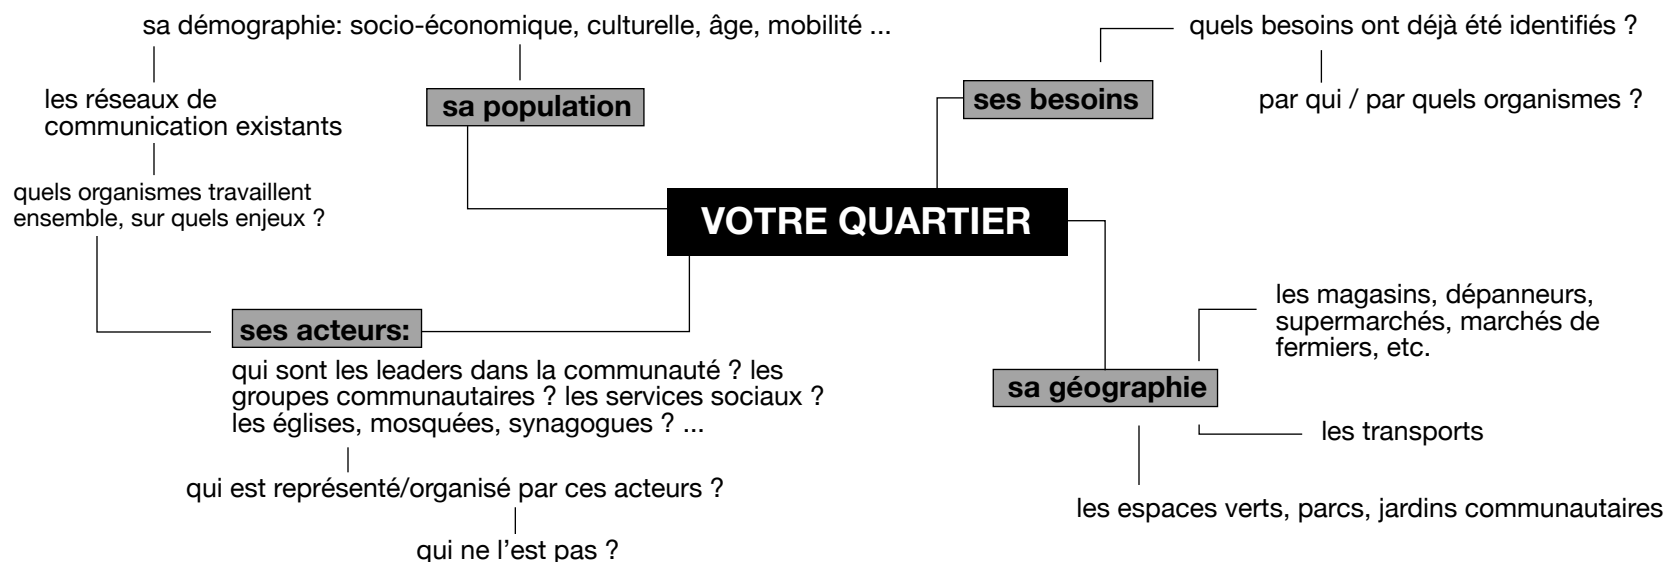 sa démographie: socio-économique, culturelle, âge, mobilité ...
quels besoins ont déjà été identifiés ?
les réseaux de
communication existants
sa population
ses besoins
par qui / par quels organismes ?
quels organismes travaillent
ensemble, sur quels enjeux ?
VOTRE QUARTIER
ses acteurs:
qui sont les leaders dans la communauté ? les
groupes communautaires ? les services sociaux ?
les églises, mosquées, synagogues ? ...
qui est représenté/organisé par ces acteurs ?
qui ne l'est pas ?
les magasins, dépanneurs,
supermarchés, marchés de
fermiers, etc.
sa géographie
les transports
les espaces verts, parcs, jardins communautaires